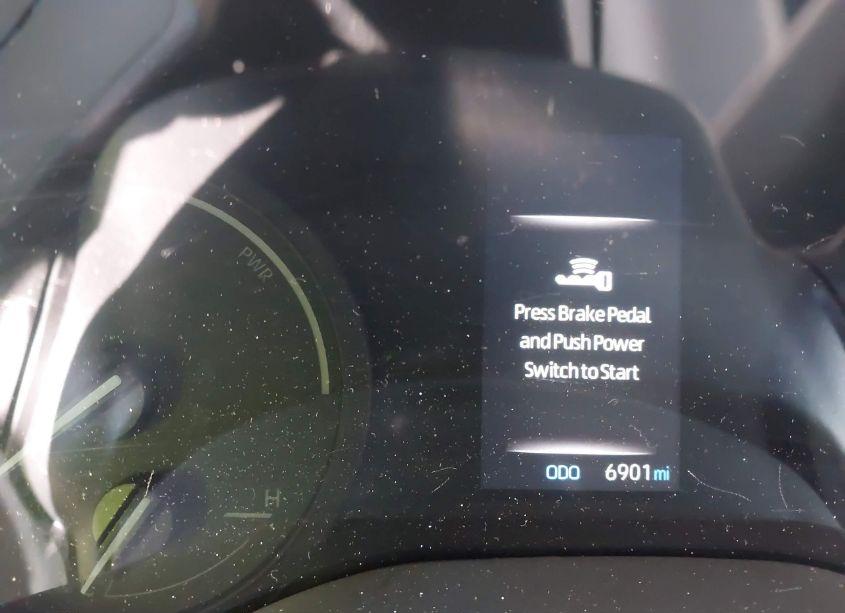 PWR
Press Brake Pedal
and Push Power
Switch to Start
ODO 6901 mi
H